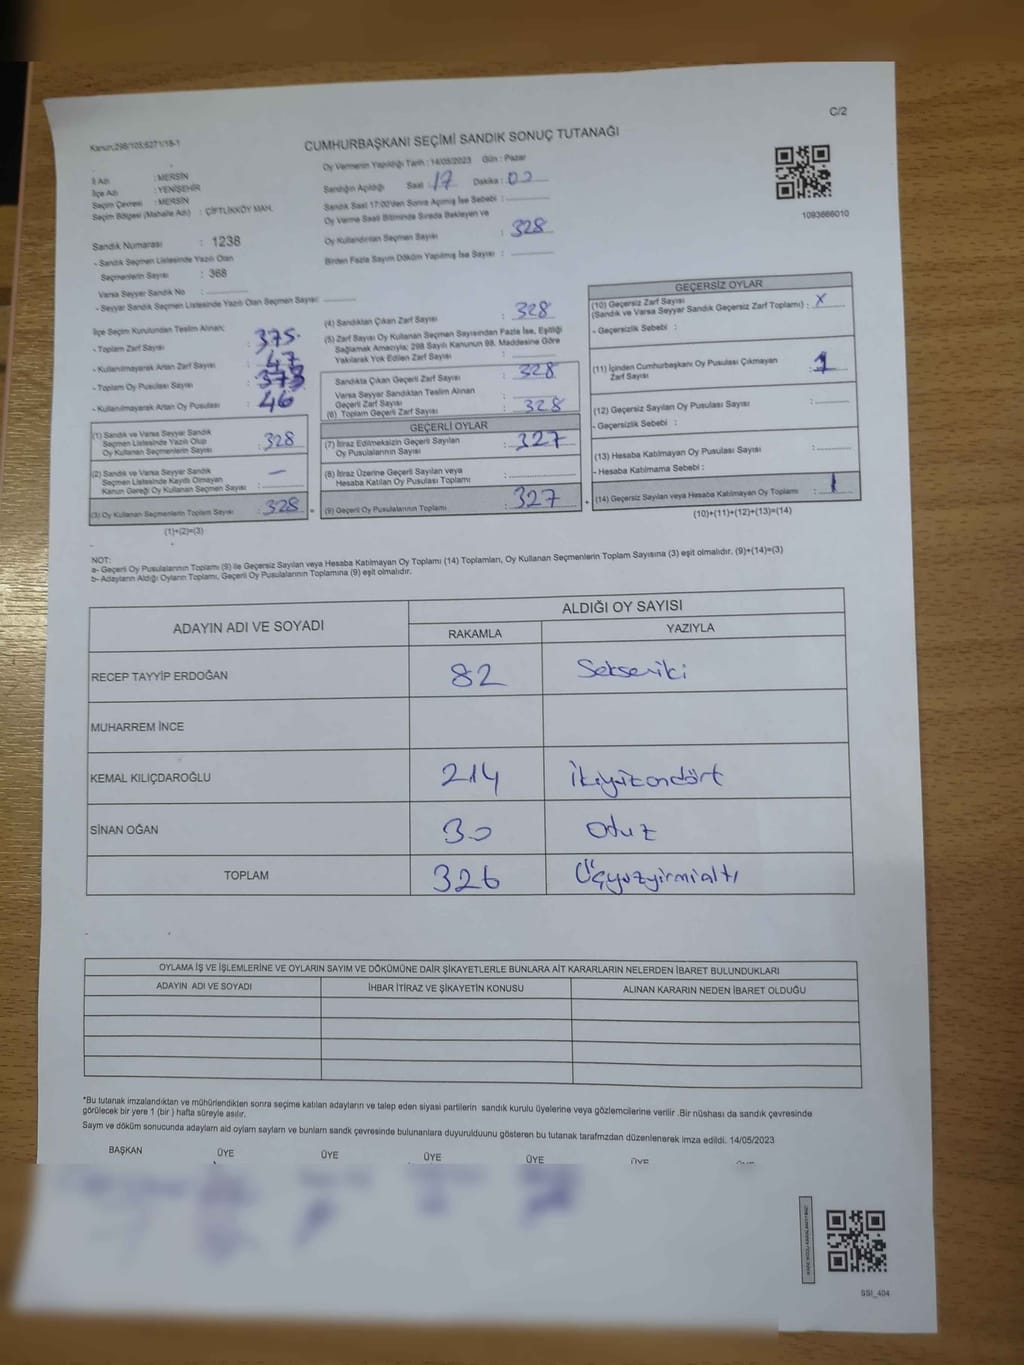 C/2
Kanun:298/105;6271/18-1
CUMHURBAŞKANI SEÇİMİ SANDIK SONUÇ TUTANAĞI
Oy Vermenin Yapıldığı Tarih : 14/05/2023 Gün : Pazar
İl Adı : MERSİN
İlçe Adı : YENİŞEHİR
Seçim Çevresi : MERSİN
Seçim Bölgesi (Mahalle Adı) : ÇİFTLİKKÖY MAH.
Sandığın Açıldığı Saat : 17 Dakika : 00
Sandık Saat 17:00'den Sonra Açılmış İse Sebebi :
Oy Verme Saati Bitiminde Sırada Bekleyen ve
Oy Kullandırılan Seçmen Sayısı : 328
Birden Fazla Sayım Döküm Yapılmış İse Sayısı :
1093666010
Sandık Numarası : 1238
- Sandık Seçmen Listesinde Yazılı Olan
Seçmenlerin Sayısı : 368
Varsa Seyyar Sandık No :
- Seyyar Sandık Seçmen Listesinde Yazılı Olan Seçmen Sayısı:
İlçe Seçim Kurulundan Teslim Alınan;
- Toplam Zarf Sayısı : 375
- Kullanılmayarak Artan Zarf Sayısı : 47
- Toplam Oy Pusulası Sayısı :
- Kullanılmayarak Artan Oy Pusulası : 46
(1) Sandık ve Varsa Seyyar Sandık
Seçmen Listesinde Yazılı Olup
Oy Kullanan Seçmenlerin Sayısı : 328
(2) Sandık ve Varsa Seyyar Sandık
Seçmen Listesinde Kayıtlı Olmayan
Kanun Gereği Oy Kullanan Seçmen Sayısı : —
(3) Oy Kullanan Seçmenlerin Toplam Sayısı : 328 =
(1)+(2)=(3)
(4) Sandıktan Çıkan Zarf Sayısı : 328
(5) Zarf Sayısı Oy Kullanan Seçmen Sayısından Fazla İse, Eşitliği
Sağlamak Amacıyla; 298 Sayılı Kanunun 98. Maddesine Göre
Yakılarak Yok Edilen Zarf Sayısı :
Sandıkta Çıkan Geçerli Zarf Sayısı : 328
Varsa Seyyar Sandıktan Teslim Alınan
Geçerli Zarf Sayısı :
(6) Toplam Geçerli Zarf Sayısı : 328
GEÇERLİ OYLAR
(7) İtiraz Edilmeksizin Geçerli Sayılan
Oy Pusulalarının Sayısı : 327
(8) İtiraz Üzerine Geçerli Sayılan veya
Hesaba Katılan Oy Pusulası Toplamı :
(9) Geçerli Oy Pusulalarının Toplamı : 327 +
GEÇERSİZ OYLAR
(10) Geçersiz Zarf Sayısı
(Sandık ve Varsa Seyyar Sandık Geçersiz Zarf Toplamı) : X
- Geçersizlik Sebebi :
(11) İçinden Cumhurbaşkanı Oy Pusulası Çıkmayan
Zarf Sayısı : 1
(12) Geçersiz Sayılan Oy Pusulası Sayısı :
- Geçersizlik Sebebi :
(13) Hesaba Katılmayan Oy Pusulası Sayısı :
- Hesaba Katılmama Sebebi :
(14) Geçersiz Sayılan veya Hesaba Katılmayan Oy Toplamı : 1
(10)+(11)+(12)+(13)=(14)
NOT:
a- Geçerli Oy Pusulalarının Toplamı (9) ile Geçersiz Sayılan veya Hesaba Katılmayan Oy Toplamı (14) Toplamları, Oy Kullanan Seçmenlerin Toplam Sayısına (3) eşit olmalıdır. (9)+(14)=(3)
b- Adayların Aldığı Oyların Toplamı, Geçerli Oy Pusulalarının Toplamına (9) eşit olmalıdır.
ADAYIN ADI VE SOYADI ALDIĞI OY SAYISI
RAKAMLA YAZIYLA
RECEP TAYYİP ERDOĞAN 82 Sekseniki
MUHARREM İNCE
KEMAL KILIÇDAROĞLU 214 İkiyüzondört
SİNAN OĞAN 30 Oduz
TOPLAM 326 Üçyuzyirmialtı
OYLAMA İŞ VE İŞLEMLERİNE VE OYLARIN SAYIM VE DÖKÜMÜNE DAİR ŞİKAYETLERLE BUNLARA AİT KARARLARIN NELERDEN İBARET BULUNDUKLARI
ADAYIN ADI VE SOYADI İHBAR İTİRAZ VE ŞİKAYETİN KONUSU ALINAN KARARIN NEDEN İBARET OLDUĞU
*Bu tutanak imzalandıktan ve mühürlendikten sonra seçime katılan adayların ve talep eden siyasi partilerin sandık kurulu üyelerine veya gözlemcilerine verilir .Bir nüshası da sandık çevresinde
görülecek bir yere 1 (bir ) hafta süreyle asılır.
Sayım ve döküm sonucunda adayların ald oyların sayları ve bunların sandk çevresinde bulunanlara duyurulduunu gösteren bu tutanak tarafmzdan düzenlenerek imza edildi. 14/05/2023
BAŞKAN ÜYE ÜYE ÜYE ÜYE ÜYE
SSI_404